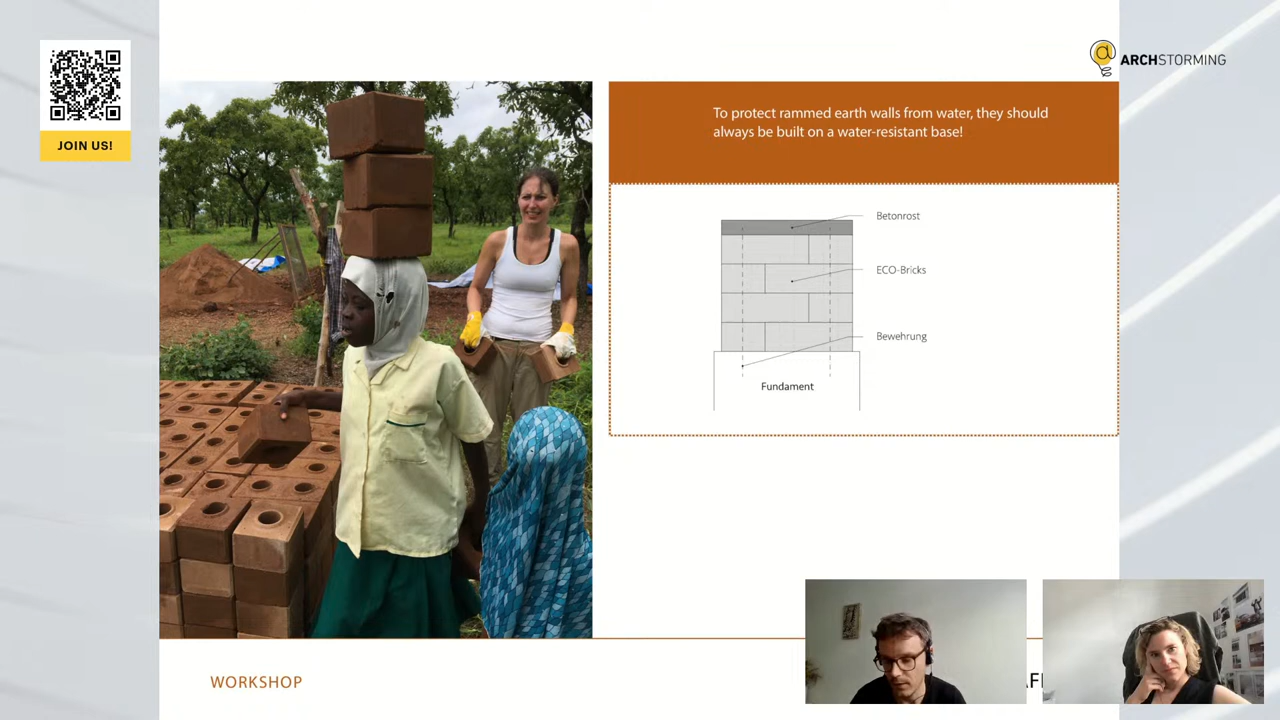 JOIN US!
ARCHSTORMING
To protect rammed earth walls from water, they should
always be built on a water-resistant base!
Betonrost
ECO-Bricks
Bewehrung
Fundament
WORKSHOP